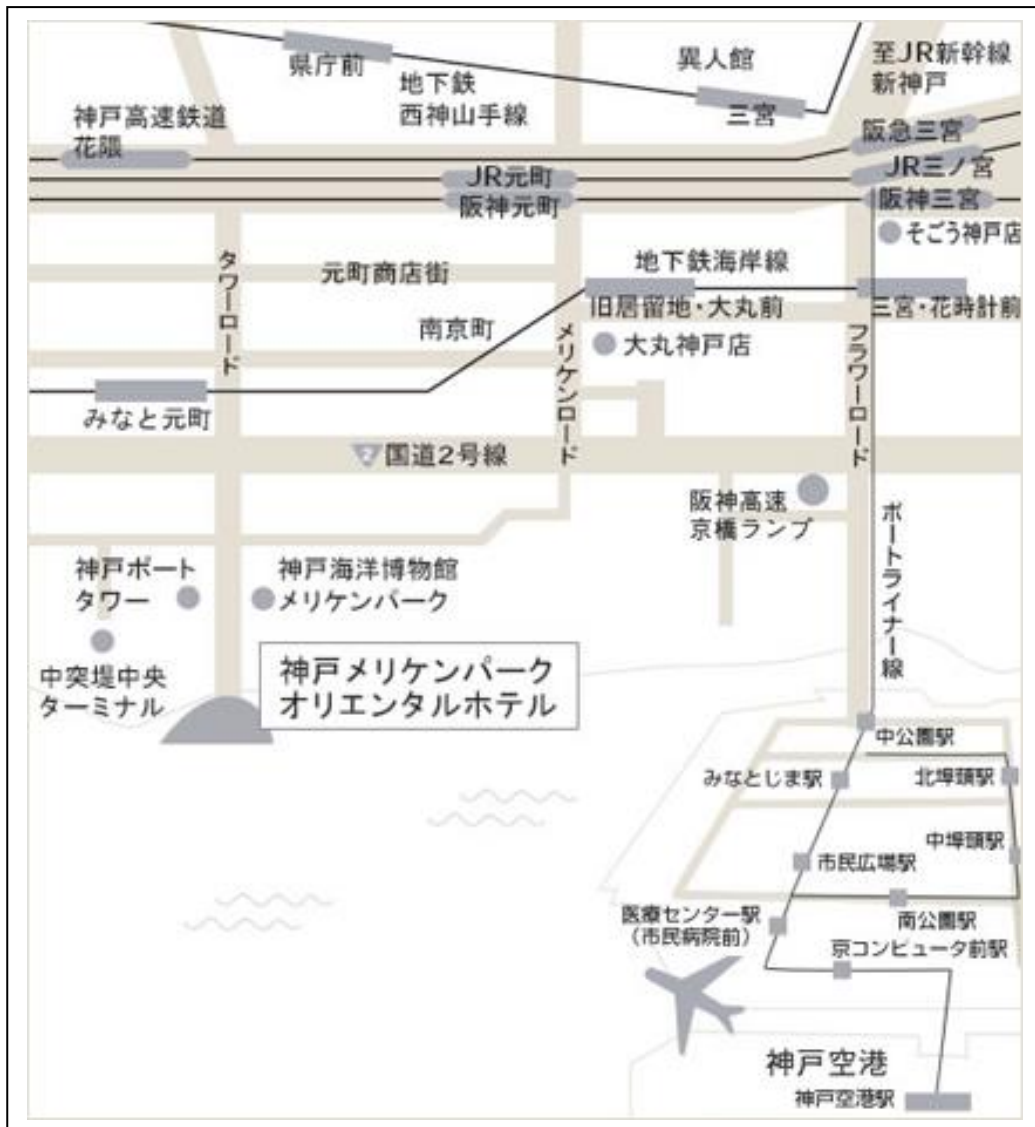 県庁前
地下鉄
西神山手線
異人館
三宮
至JR新幹線
新神戸
神戸高速鉄道
花隈
阪急三宮
JR元町
JR三ノ宮
阪神元町
阪神三宮
そごう神戸店
タワーロード
元町商店街
地下鉄海岸線
旧居留地・大丸前
三宮・花時計前
南京町
メリケンロード
大丸神戸店
フラワーロード
みなと元町
2
国道2号線
阪神高速
京橋ランプ
ポートライナー線
神戸ポート
タワー
神戸海洋博物館
メリケンパーク
中突堤中央
ターミナル
神戸メリケンパーク
オリエンタルホテル
中公園駅
みなとじま駅
北埠頭駅
中埠頭駅
市民広場駅
医療センター駅
(市民病院前)
南公園駅
京コンピュータ前駅
神戸空港
神戸空港駅